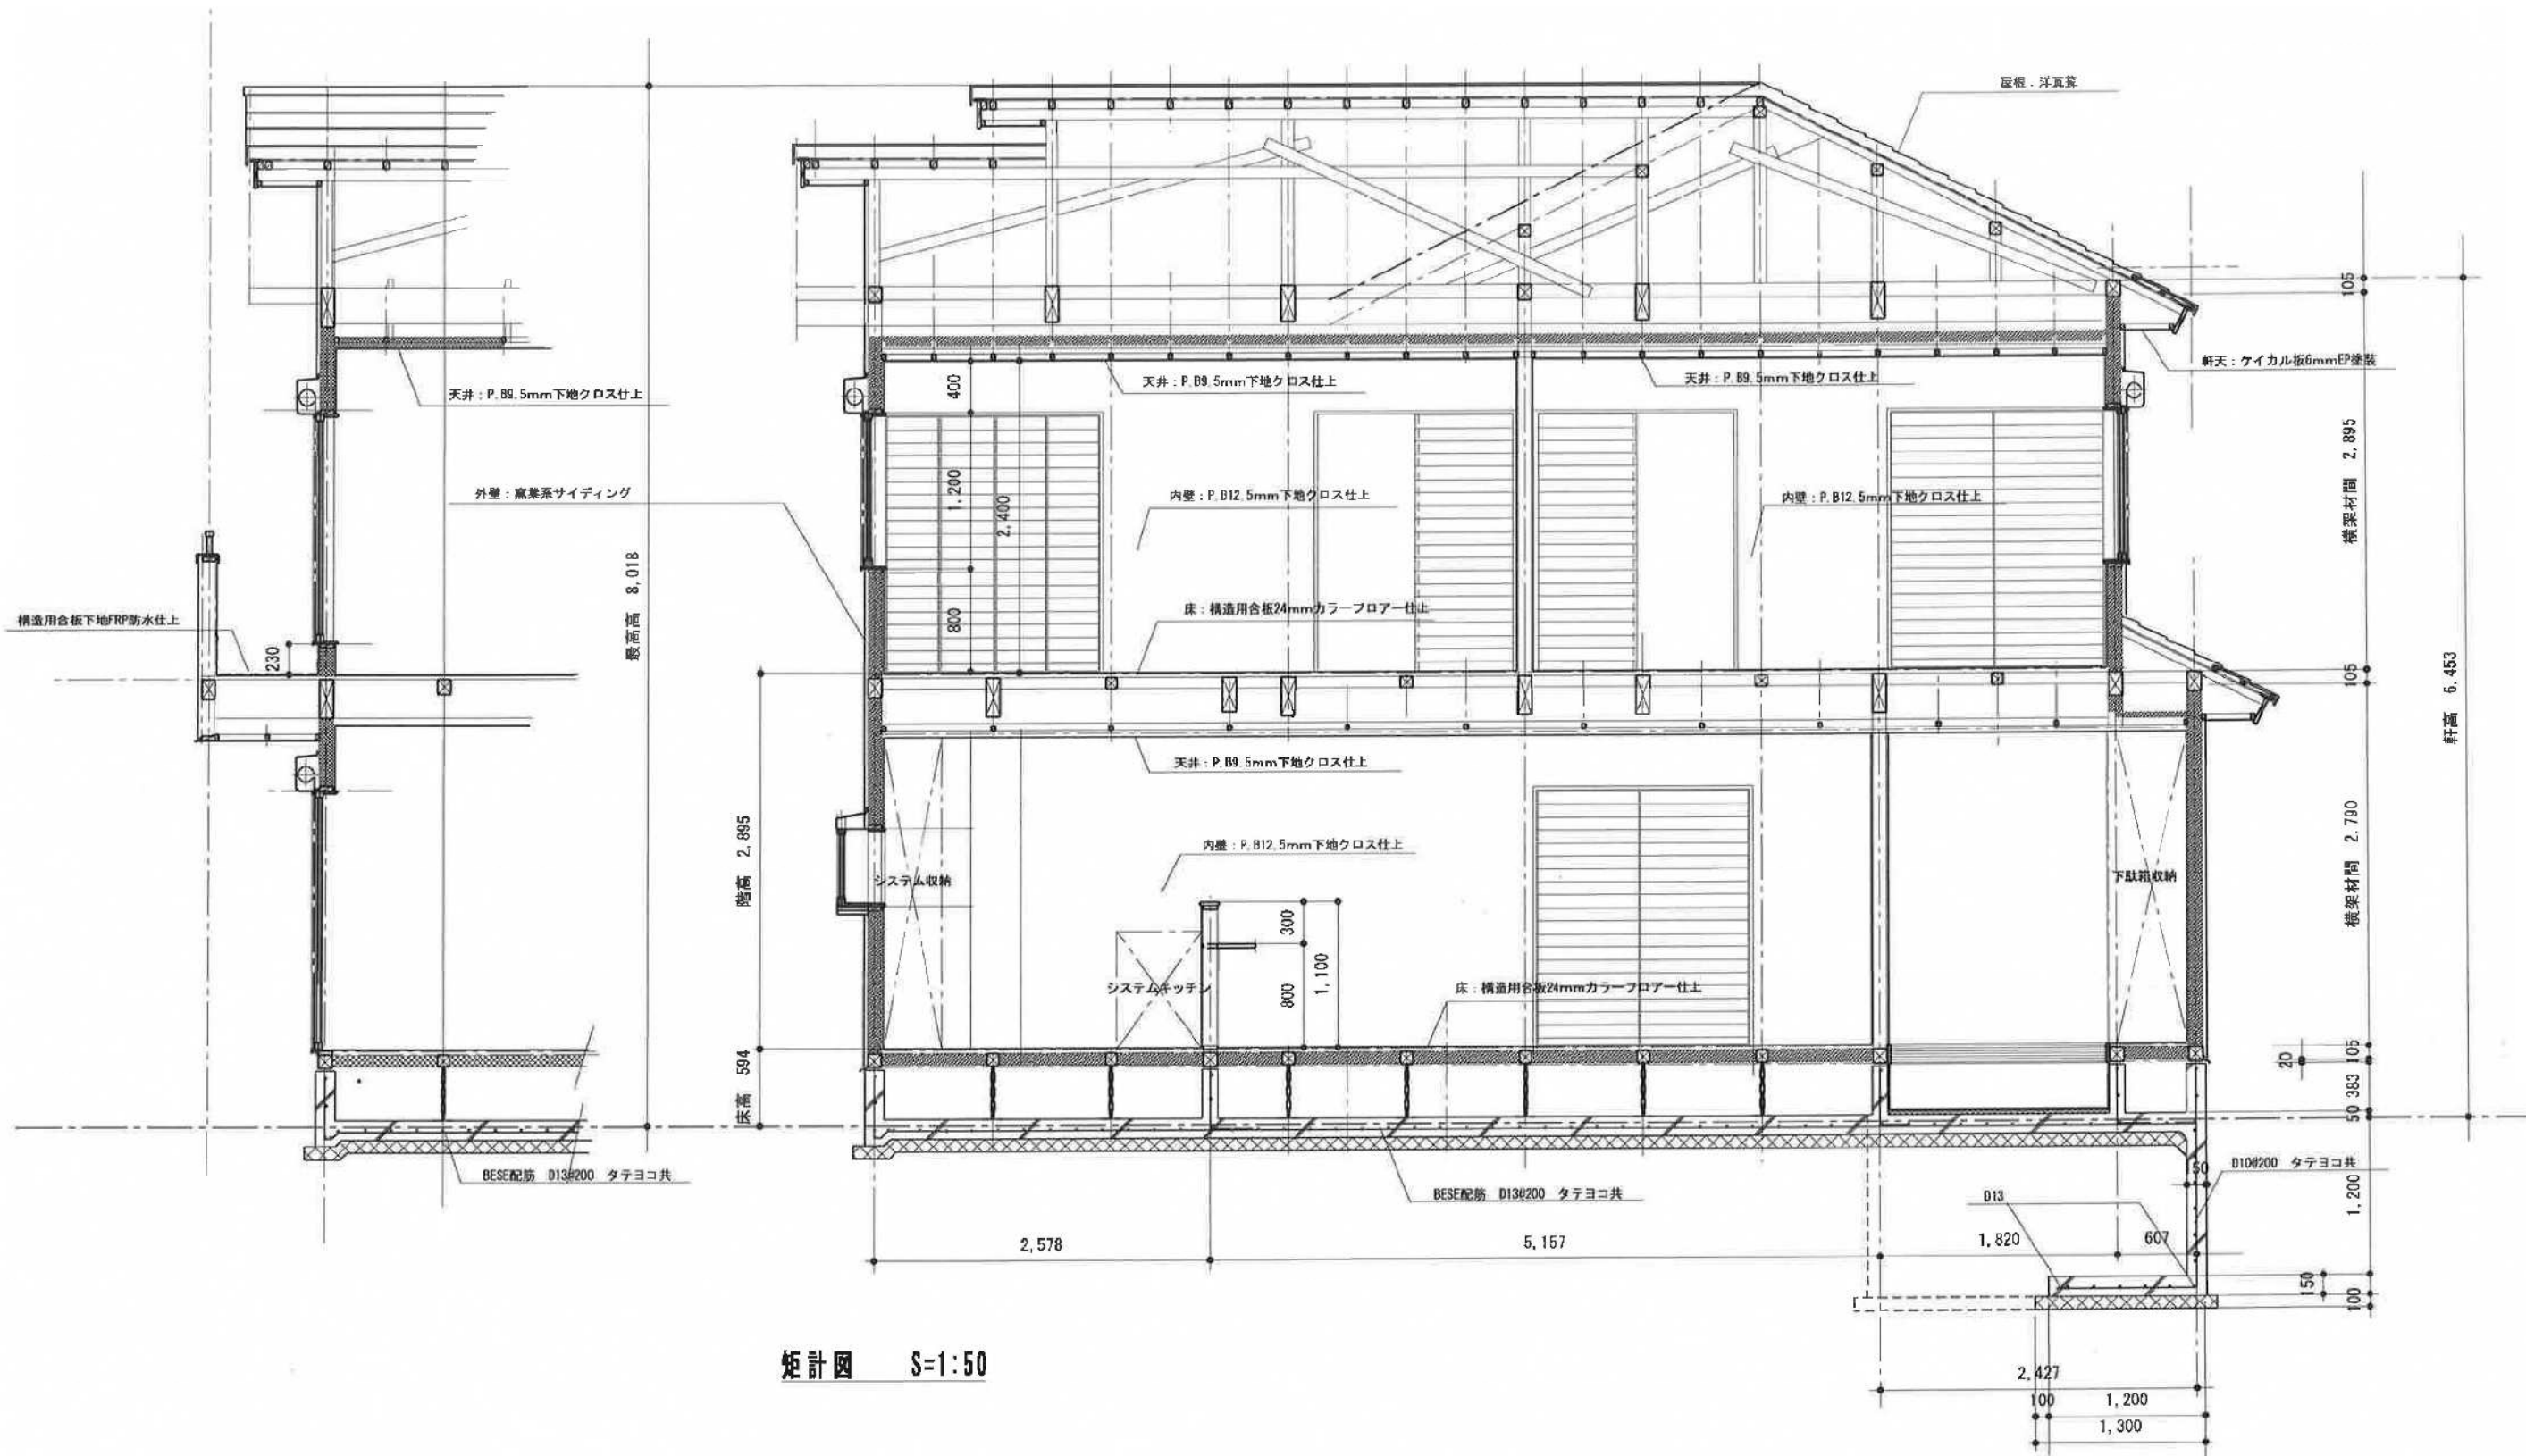 屋根．洋瓦葺
軒天：ケイカル板6mmEP塗装
天井：P.B9.5mm下地クロス仕上
天井：P.B9.5mm下地クロス仕上
天井：P.B9.5mm下地クロス仕上
外壁：窯業系サイディング
内壁：P.B12.5mm下地クロス仕上
内壁：P.B12.5mm下地クロス仕上
構造用合板下地FRP防水仕上
床：構造用合板24mmカラーフロアー仕上
天井：P.B9.5mm下地クロス仕上
内壁：P.B12.5mm下地クロス仕上
システム収納
下駄箱収納
システムキッチン
床：構造用合板24mmカラーフロアー仕上
BESE配筋 D13@200 タテヨコ共
BESE配筋 D13@200 タテヨコ共
D10@200 タテヨコ共
D13
最高高 8,018
階高 2,895
床高 594
軒高 6.453
横架材間 2,895
横架材間 2.790
105
105
105
20
383
50
1,200
50
150
100
400
1,200
2,400
800
230
300
800
1,100
2,578
5,157
1,820
607
2,427
100
1,200
1,300
矩計図 S=1:50